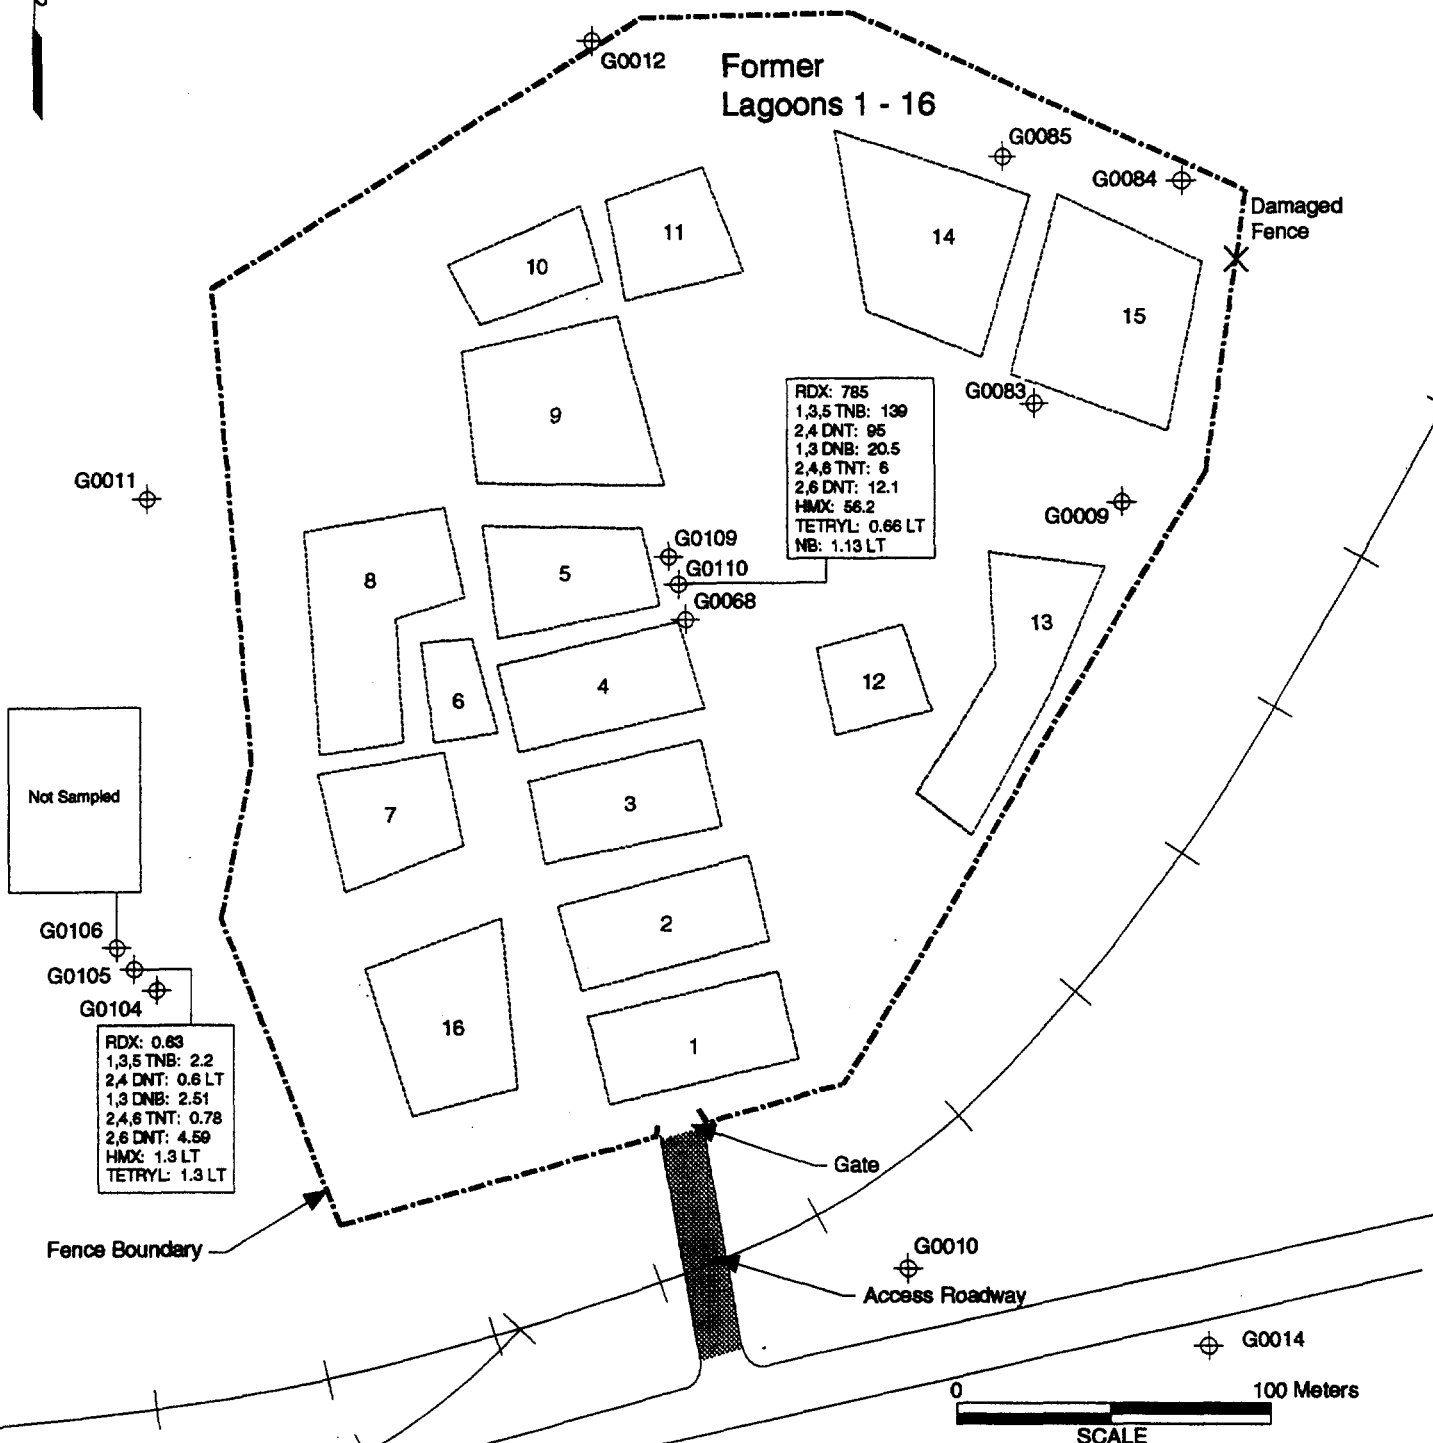 G0012
Former
Lagoons 1 - 16
G0085
G0084
Damaged
Fence
11
10
14
15
9
G0083
RDX: 785
1,3,5 TNB: 139
2,4 DNT: 95
1,3 DNB: 20.5
2,4,6 TNT: 6
2,6 DNT: 12.1
HMX: 56.2
TETRYL: 0.66 LT
NB: 1.13 LT
G0011
G0009
G0109
G0110
G0068
8
5
13
4
12
6
Not Sampled
3
7
2
G0106
G0105
G0104
16
1
RDX: 0.63
1,3,5 TNB: 2.2
2,4 DNT: 0.6 LT
1,3 DNB: 2.51
2,4,6 TNT: 0.78
2,6 DNT: 4.59
HMX: 1.3 LT
TETRYL: 1.3 LT
Gate
Fence Boundary
G0010
Access Roadway
G0014
0 100 Meters
SCALE